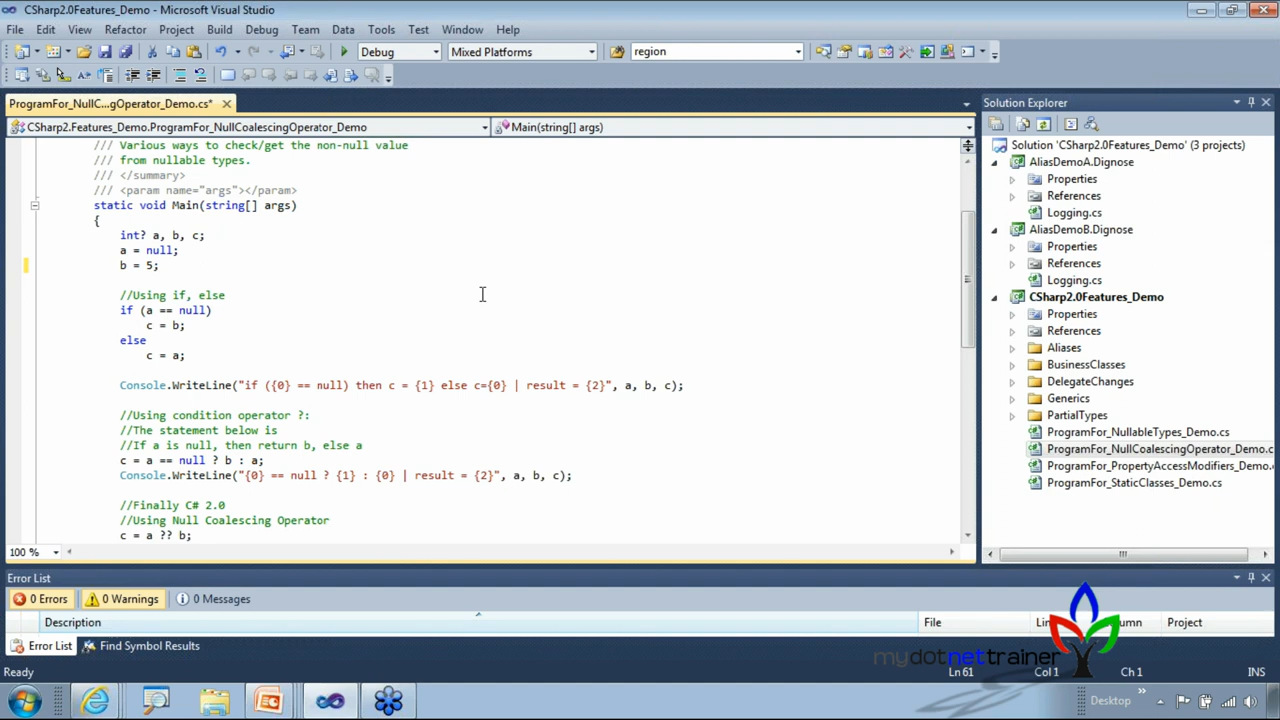 CSharp2.0Features_Demo - Microsoft Visual Studio
File Edit View Refactor Project Build Debug Team Data Tools Test Window Help
Debug Mixed Platforms region
ProgramFor_NullC...gOperator_Demo.cs*
CSharp2.Features_Demo.ProgramFor_NullCoalescingOperator_Demo Main(string[] args)
/// Various ways to check/get the non-null value
/// from nullable types.
/// </summary>
/// <param name="args"></param>
static void Main(string[] args)
{
int? a, b, c;
a = null;
b = 5;
//Using if, else
if (a == null)
c = b;
else
c = a;
Console.WriteLine("if ({0} == null) then c = {1} else c={0} | result = {2}", a, b, c);
//Using condition operator ?:
//The statement below is
//If a is null, then return b, else a
c = a == null ? b : a;
Console.WriteLine("{0} == null ? {1} : {0} | result = {2}", a, b, c);
//Finally C# 2.0
//Using Null Coalescing Operator
c = a ?? b;
100 %
Solution Explorer
Solution 'CSharp2.0Features_Demo' (3 projects)
AliasDemoA.Dignose
Properties
References
Logging.cs
AliasDemoB.Dignose
Properties
References
Logging.cs
CSharp2.0Features_Demo
Properties
References
Aliases
BusinessClasses
DelegateChanges
Generics
PartialTypes
ProgramFor_NullableTypes_Demo.cs
ProgramFor_NullCoalescingOperator_Demo.c
ProgramFor_PropertyAccessModifiers_Demo.
ProgramFor_StaticClasses_Demo.cs
Error List
0 Errors 0 Warnings 0 Messages
Description File Column Project
Error List Find Symbol Results
mydotnettrainer
Ready Ln 61 Col 1 Ch 1 INS
Desktop